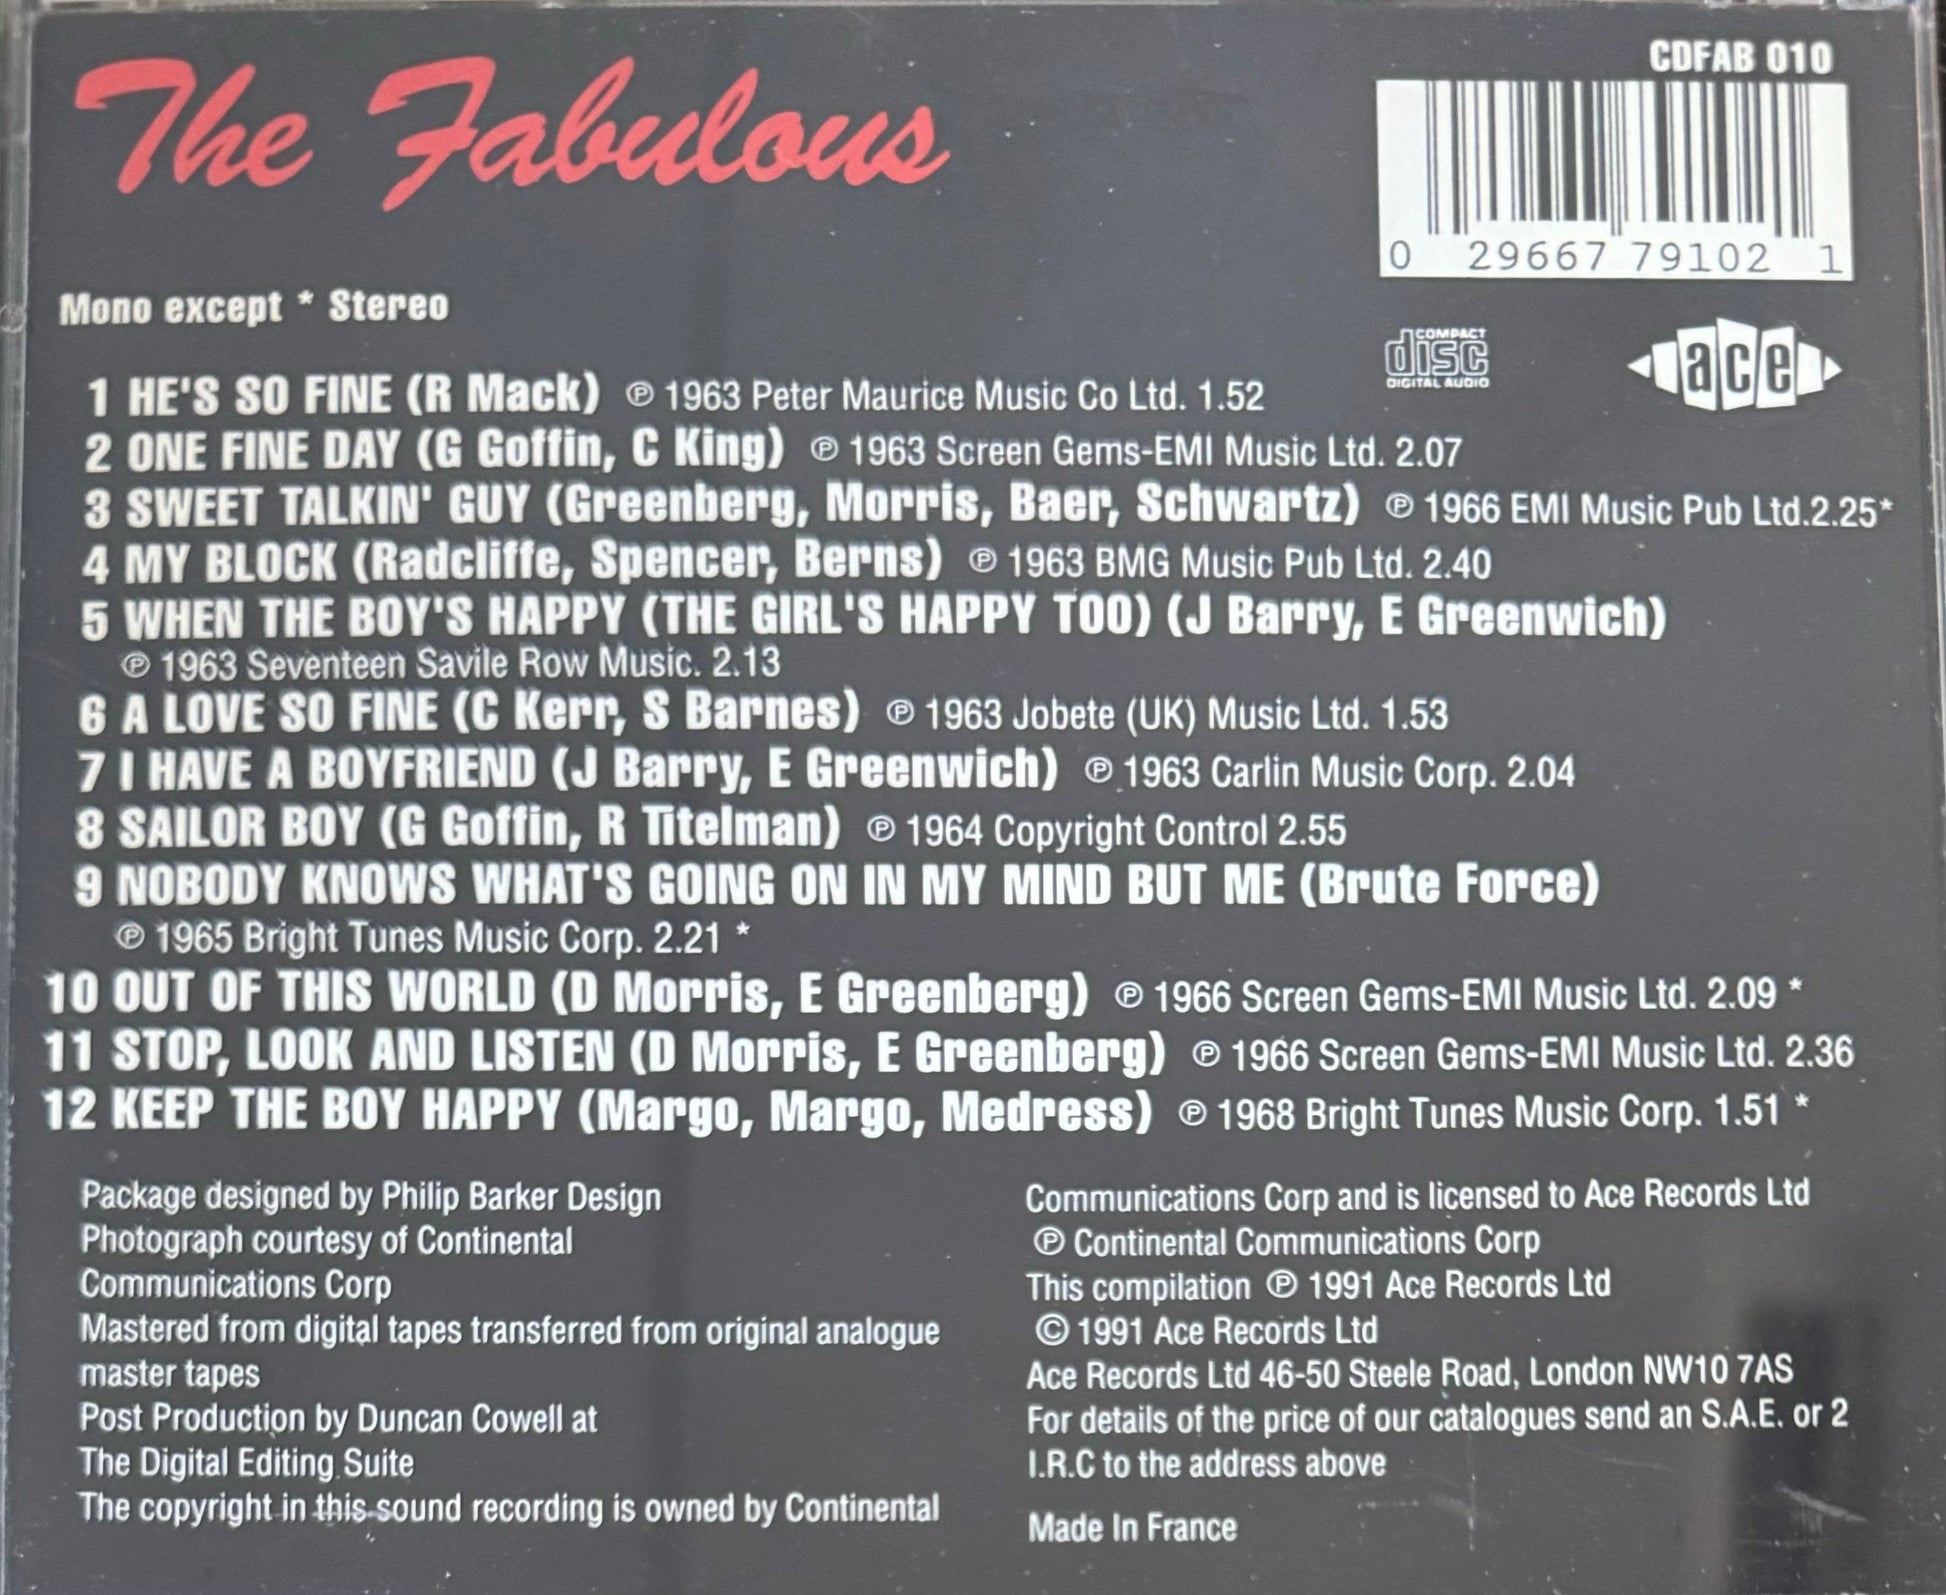 The Fabulous
CDFAB 010
0 29667 79102 1
Mono except * Stereo
COMPACT
disc
DIGITAL AUDIO
ace
1 HE'S SO FINE (R Mack) ℗ 1963 Peter Maurice Music Co Ltd. 1.52
2 ONE FINE DAY (G Goffin, C King) ℗ 1963 Screen Gems-EMI Music Ltd. 2.07
3 SWEET TALKIN' GUY (Greenberg, Morris, Baer, Schwartz) ℗ 1966 EMI Music Pub Ltd.2.25*
4 MY BLOCK (Radcliffe, Spencer, Berns) ℗ 1963 BMG Music Pub Ltd. 2.40
5 WHEN THE BOY'S HAPPY (THE GIRL'S HAPPY TOO) (J Barry, E Greenwich)
℗ 1963 Seventeen Savile Row Music. 2.13
6 A LOVE SO FINE (C Kerr, S Barnes) ℗ 1963 Jobete (UK) Music Ltd. 1.53
7 I HAVE A BOYFRIEND (J Barry, E Greenwich) ℗ 1963 Carlin Music Corp. 2.04
8 SAILOR BOY (G Goffin, R Titelman) ℗ 1964 Copyright Control 2.55
9 NOBODY KNOWS WHAT'S GOING ON IN MY MIND BUT ME (Brute Force)
℗ 1965 Bright Tunes Music Corp. 2.21 *
10 OUT OF THIS WORLD (D Morris, E Greenberg) ℗ 1966 Screen Gems-EMI Music Ltd. 2.09 *
11 STOP, LOOK AND LISTEN (D Morris, E Greenberg) ℗ 1966 Screen Gems-EMI Music Ltd. 2.36
12 KEEP THE BOY HAPPY (Margo, Margo, Medress) ℗ 1968 Bright Tunes Music Corp. 1.51 *
Package designed by Philip Barker Design
Photograph courtesy of Continental
Communications Corp
Mastered from digital tapes transferred from original analogue
master tapes
Post Production by Duncan Cowell at
The Digital Editing Suite
The copyright in this sound recording is owned by Continental
Communications Corp and is licensed to Ace Records Ltd
℗ Continental Communications Corp
This compilation ℗ 1991 Ace Records Ltd
© 1991 Ace Records Ltd
Ace Records Ltd 46-50 Steele Road, London NW10 7AS
For details of the price of our catalogues send an S.A.E. or 2
I.R.C to the address above
Made In France